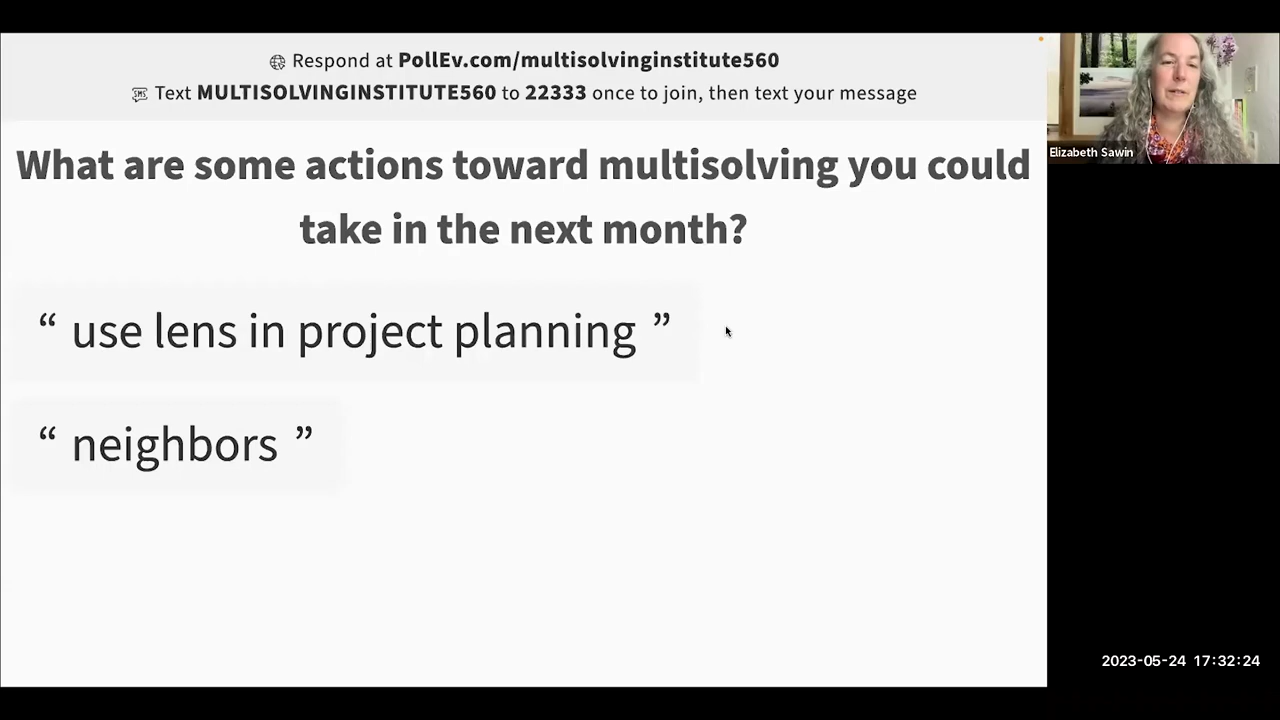 Respond at PollEv.com/multisolvinginstitute560
Text MULTISOLVINGINSTITUTE560 to 22333 once to join, then text your message
What are some actions toward multisolving you could
take in the next month?
“ use lens in project planning ”
“ neighbors ”
Elizabeth Sawin
2023-05-24 17:32:24